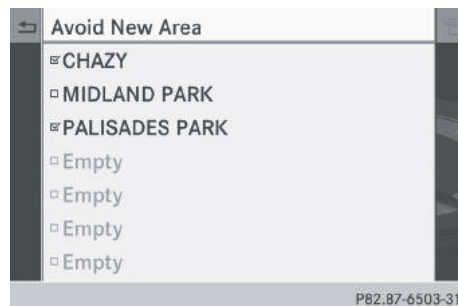 Avoid New Area
CHAZY
MIDLAND PARK
PALISADES PARK
Empty
Empty
Empty
Empty
P82.87-6503-31